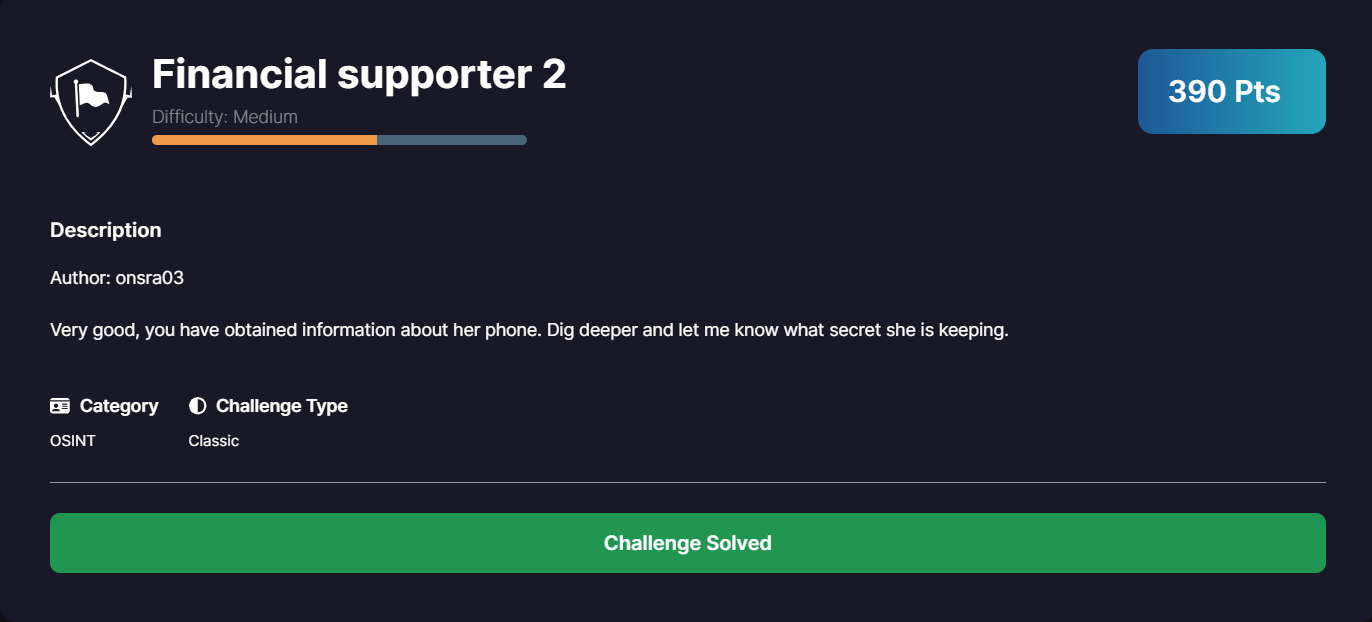 Financial supporter 2
Difficulty: Medium
390 Pts
Description
Author: onsra03
Very good, you have obtained information about her phone. Dig deeper and let me know what secret she is keeping.
Category
Challenge Type
OSINT
Classic
Challenge Solved